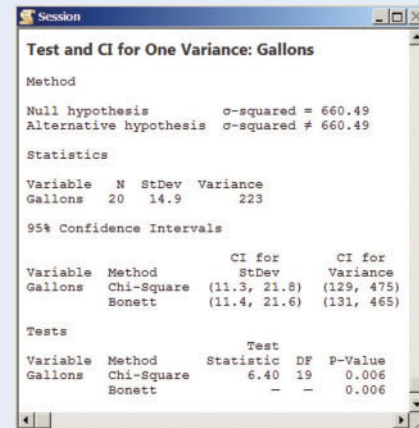 Session
Test and CI for One Variance: Gallons
Method
Null hypothesis σ-squared = 660.49
Alternative hypothesis σ-squared ≠ 660.49
Statistics
Variable N StDev Variance
Gallons 20 14.9 223
95% Confidence Intervals
CI for CI for
Variable Method StDev Variance
Gallons Chi-Square (11.3, 21.8) (129, 475)
Bonett (11.4, 21.6) (131, 465)
Tests
Test
Variable Method Statistic DF P-Value
Gallons Chi-Square 6.40 19 0.006
Bonett — — 0.006